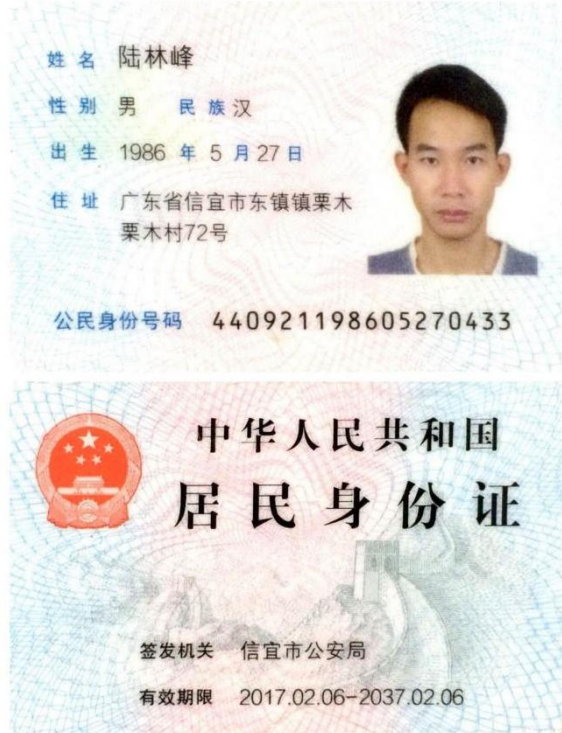 姓名 陆林峰
性别 男 民族 汉
出生 1986 年 5 月 27 日
住址 广东省信宜市东镇镇栗木
栗木村72号
公民身份号码 440921198605270433
中华人民共和国
居民身份证
签发机关 信宜市公安局
有效期限 2017.02.06-2037.02.06